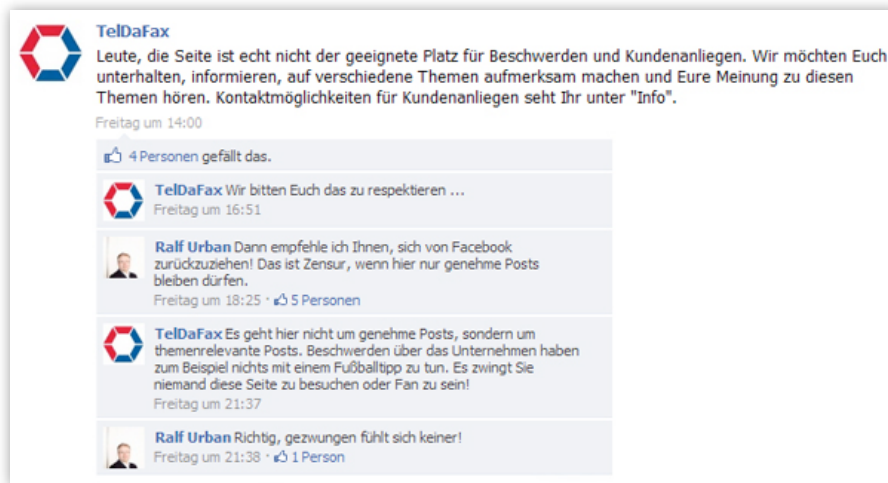 TelDaFax
Leute, die Seite ist echt nicht der geeignete Platz für Beschwerden und Kundenanliegen. Wir möchten Euch
unterhalten, informieren, auf verschiedene Themen aufmerksam machen und Eure Meinung zu diesen
Themen hören. Kontaktmöglichkeiten für Kundenanliegen seht Ihr unter "Info".
Freitag um 14:00
4 Personen gefällt das.
TelDaFax Wir bitten Euch das zu respektieren ...
Freitag um 16:51
Ralf Urban Dann empfehle ich Ihnen, sich von Facebook
zurückzuziehen! Das ist Zensur, wenn hier nur genehme Posts
bleiben dürfen.
Freitag um 18:25 · 5 Personen
TelDaFax Es geht hier nicht um genehme Posts, sondern um
themenrelevante Posts. Beschwerden über das Unternehmen haben
zum Beispiel nichts mit einem Fußballtipp zu tun. Es zwingt Sie
niemand diese Seite zu besuchen oder Fan zu sein!
Freitag um 21:37
Ralf Urban Richtig, gezwungen fühlt sich keiner!
Freitag um 21:38 · 1 Person